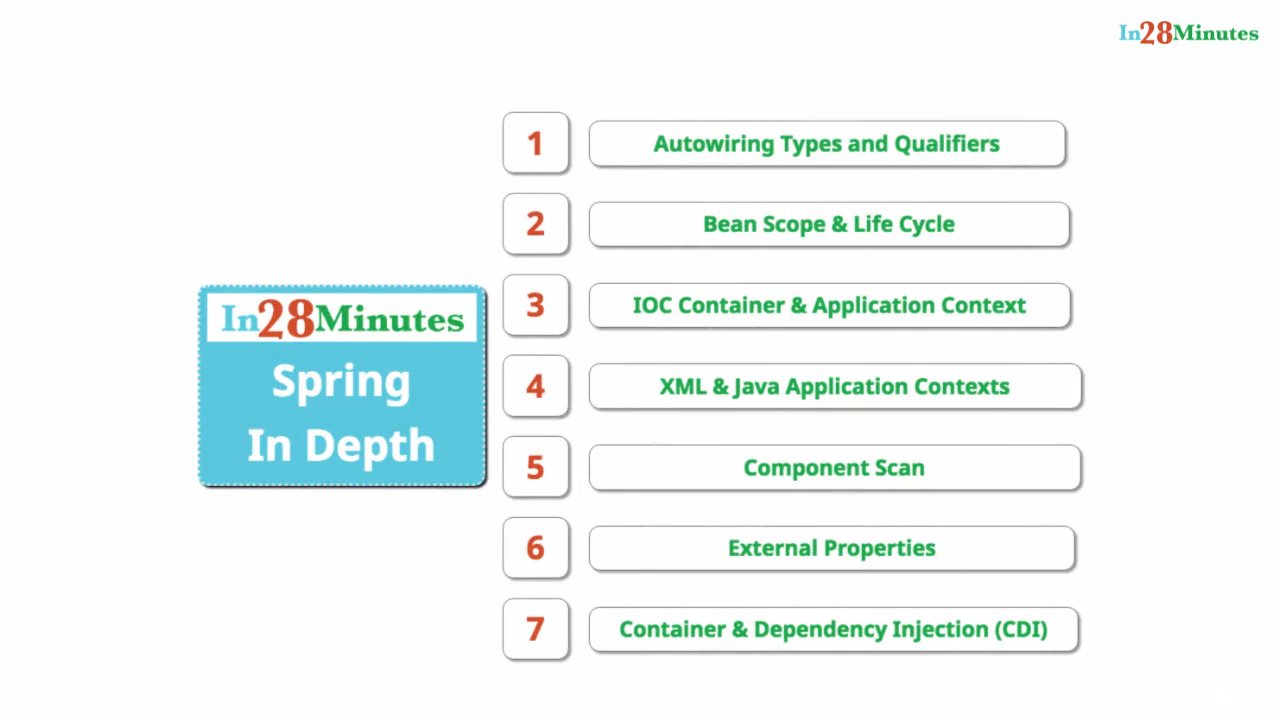 In28Minutes
1 Autowiring Types and Qualifiers
2 Bean Scope & Life Cycle
3 IOC Container & Application Context
In28Minutes
Spring
In Depth
4 XML & Java Application Contexts
5 Component Scan
6 External Properties
7 Container & Dependency Injection (CDI)